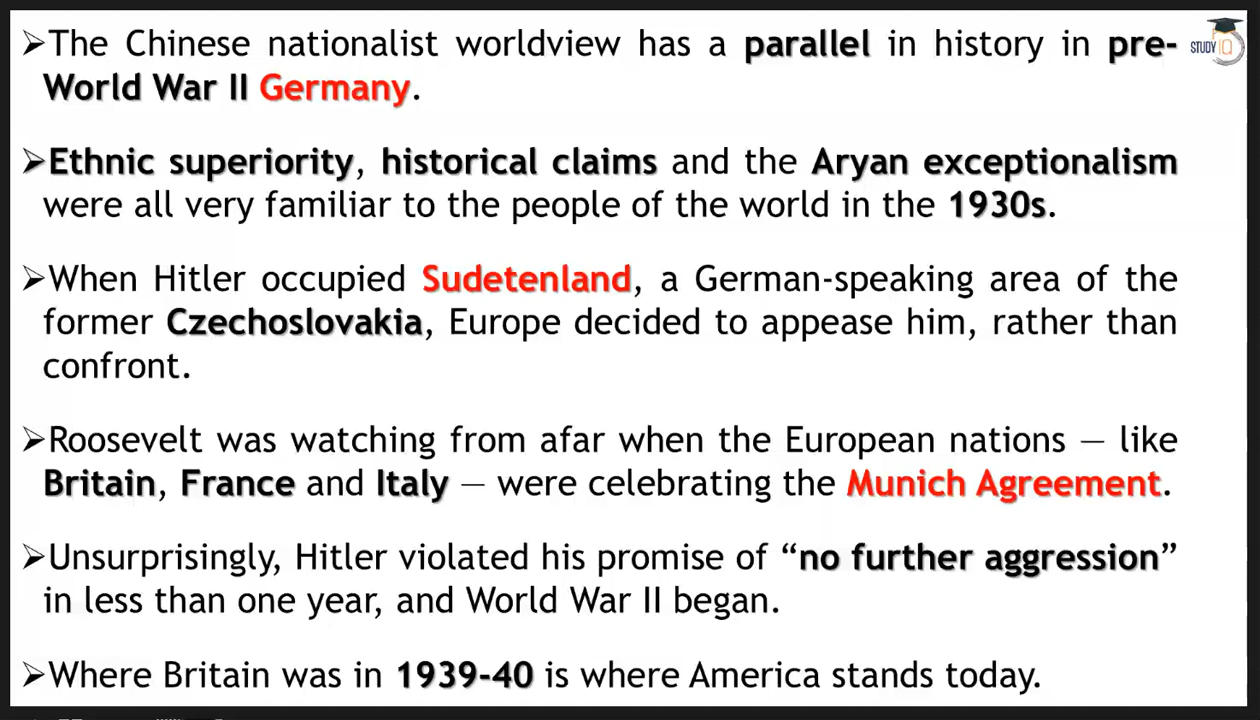 ➢The Chinese nationalist worldview has a parallel in history in pre-
World War II Germany.
STUDY IQ
➢Ethnic superiority, historical claims and the Aryan exceptionalism
were all very familiar to the people of the world in the 1930s.
➢When Hitler occupied Sudetenland, a German-speaking area of the
former Czechoslovakia, Europe decided to appease him, rather than
confront.
➢Roosevelt was watching from afar when the European nations — like
Britain, France and Italy — were celebrating the Munich Agreement.
➢Unsurprisingly, Hitler violated his promise of “no further aggression”
in less than one year, and World War II began.
➢Where Britain was in 1939-40 is where America stands today.